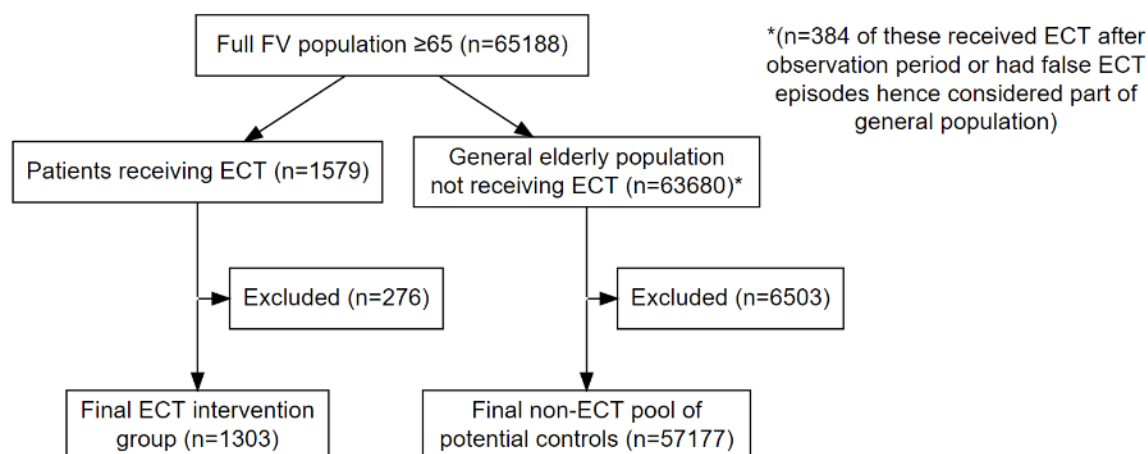 Full FV population ≥65 (n=65188)
*(n=384 of these received ECT after
observation period or had false ECT
episodes hence considered part of
general population)
Patients receiving ECT (n=1579)
General elderly population
not receiving ECT (n=63680)*
Excluded (n=276)
Excluded (n=6503)
Final ECT intervention
group (n=1303)
Final non-ECT pool of
potential controls (n=57177)